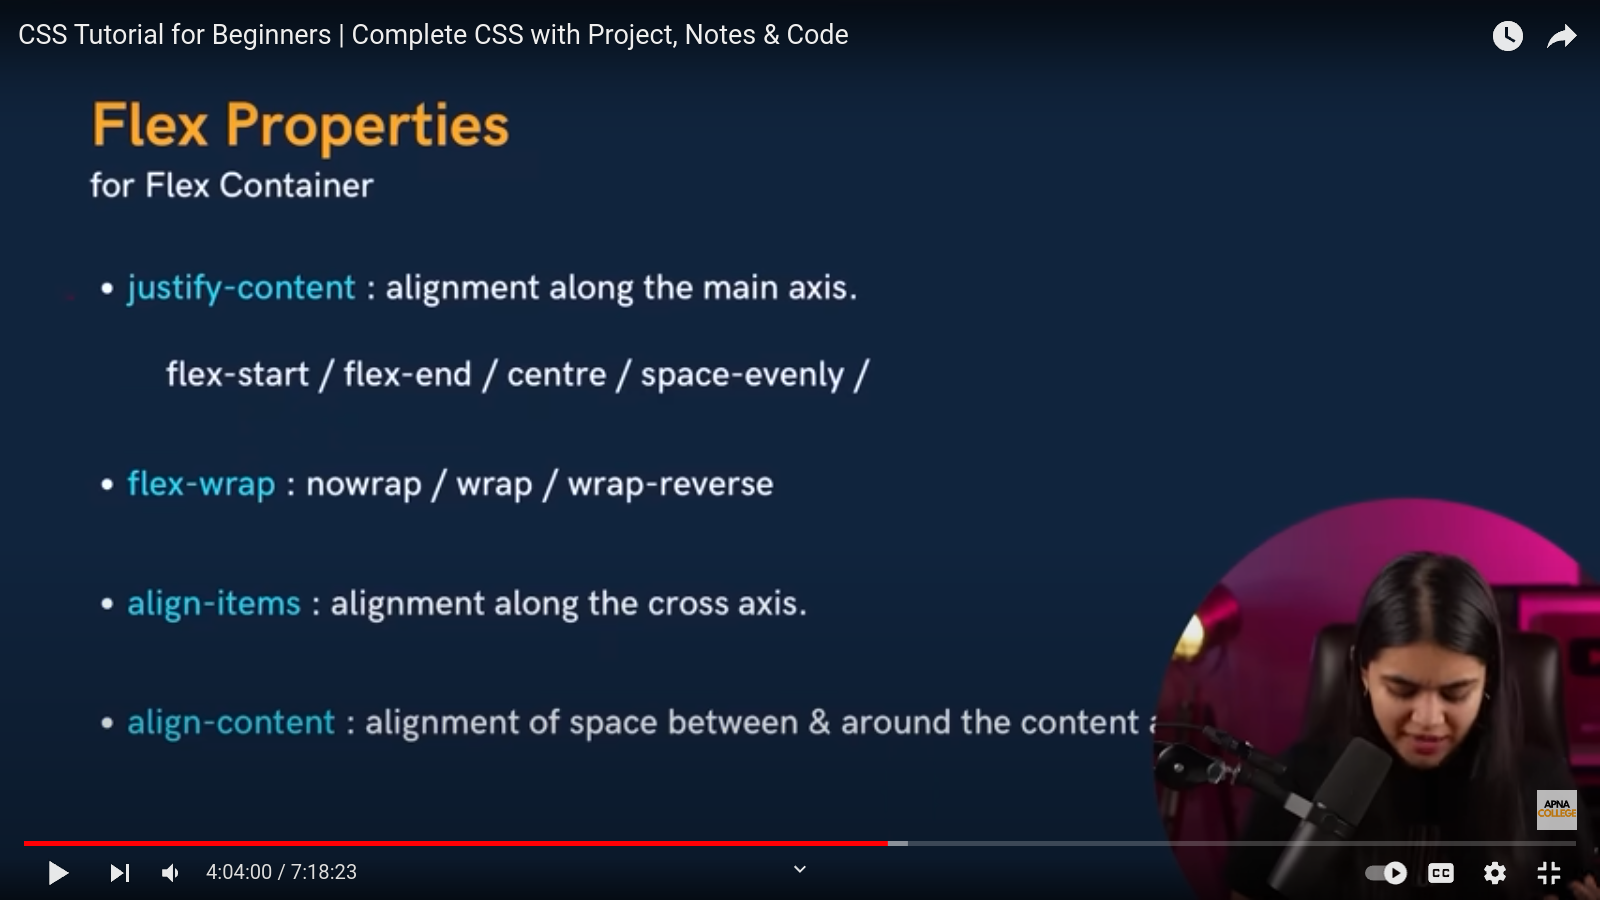 CSS Tutorial for Beginners | Complete CSS with Project, Notes & Code
Flex Properties
for Flex Container
• justify-content : alignment along the main axis.
flex-start / flex-end / centre / space-evenly /
• flex-wrap : nowrap / wrap / wrap-reverse
• align-items : alignment along the cross axis.
• align-content : alignment of space between & around the content
APNA
COLLEGE
4:04:00 / 7:18:23
CC